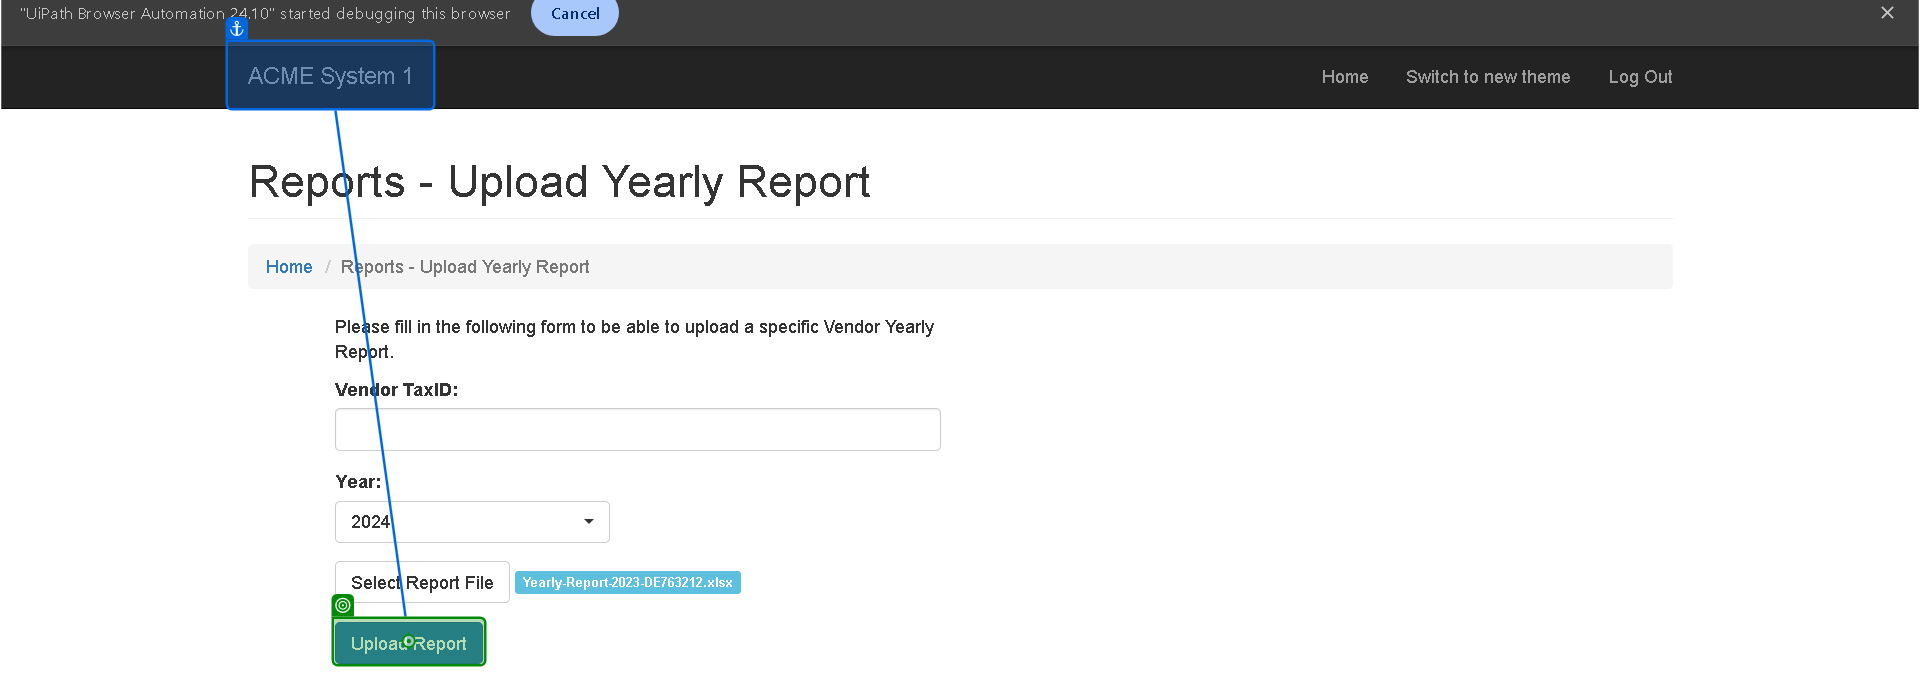 "UiPath Browser Automation 24.10" started debugging this browser Cancel
ACME System 1 Home Switch to new theme Log Out
Reports - Upload Yearly Report
Home / Reports - Upload Yearly Report
Please fill in the following form to be able to upload a specific Vendor Yearly
Report.
Vendor TaxID:
Year:
2024
Select Report File Yearly-Report-2023-DE763212.xlsx
Upload Report